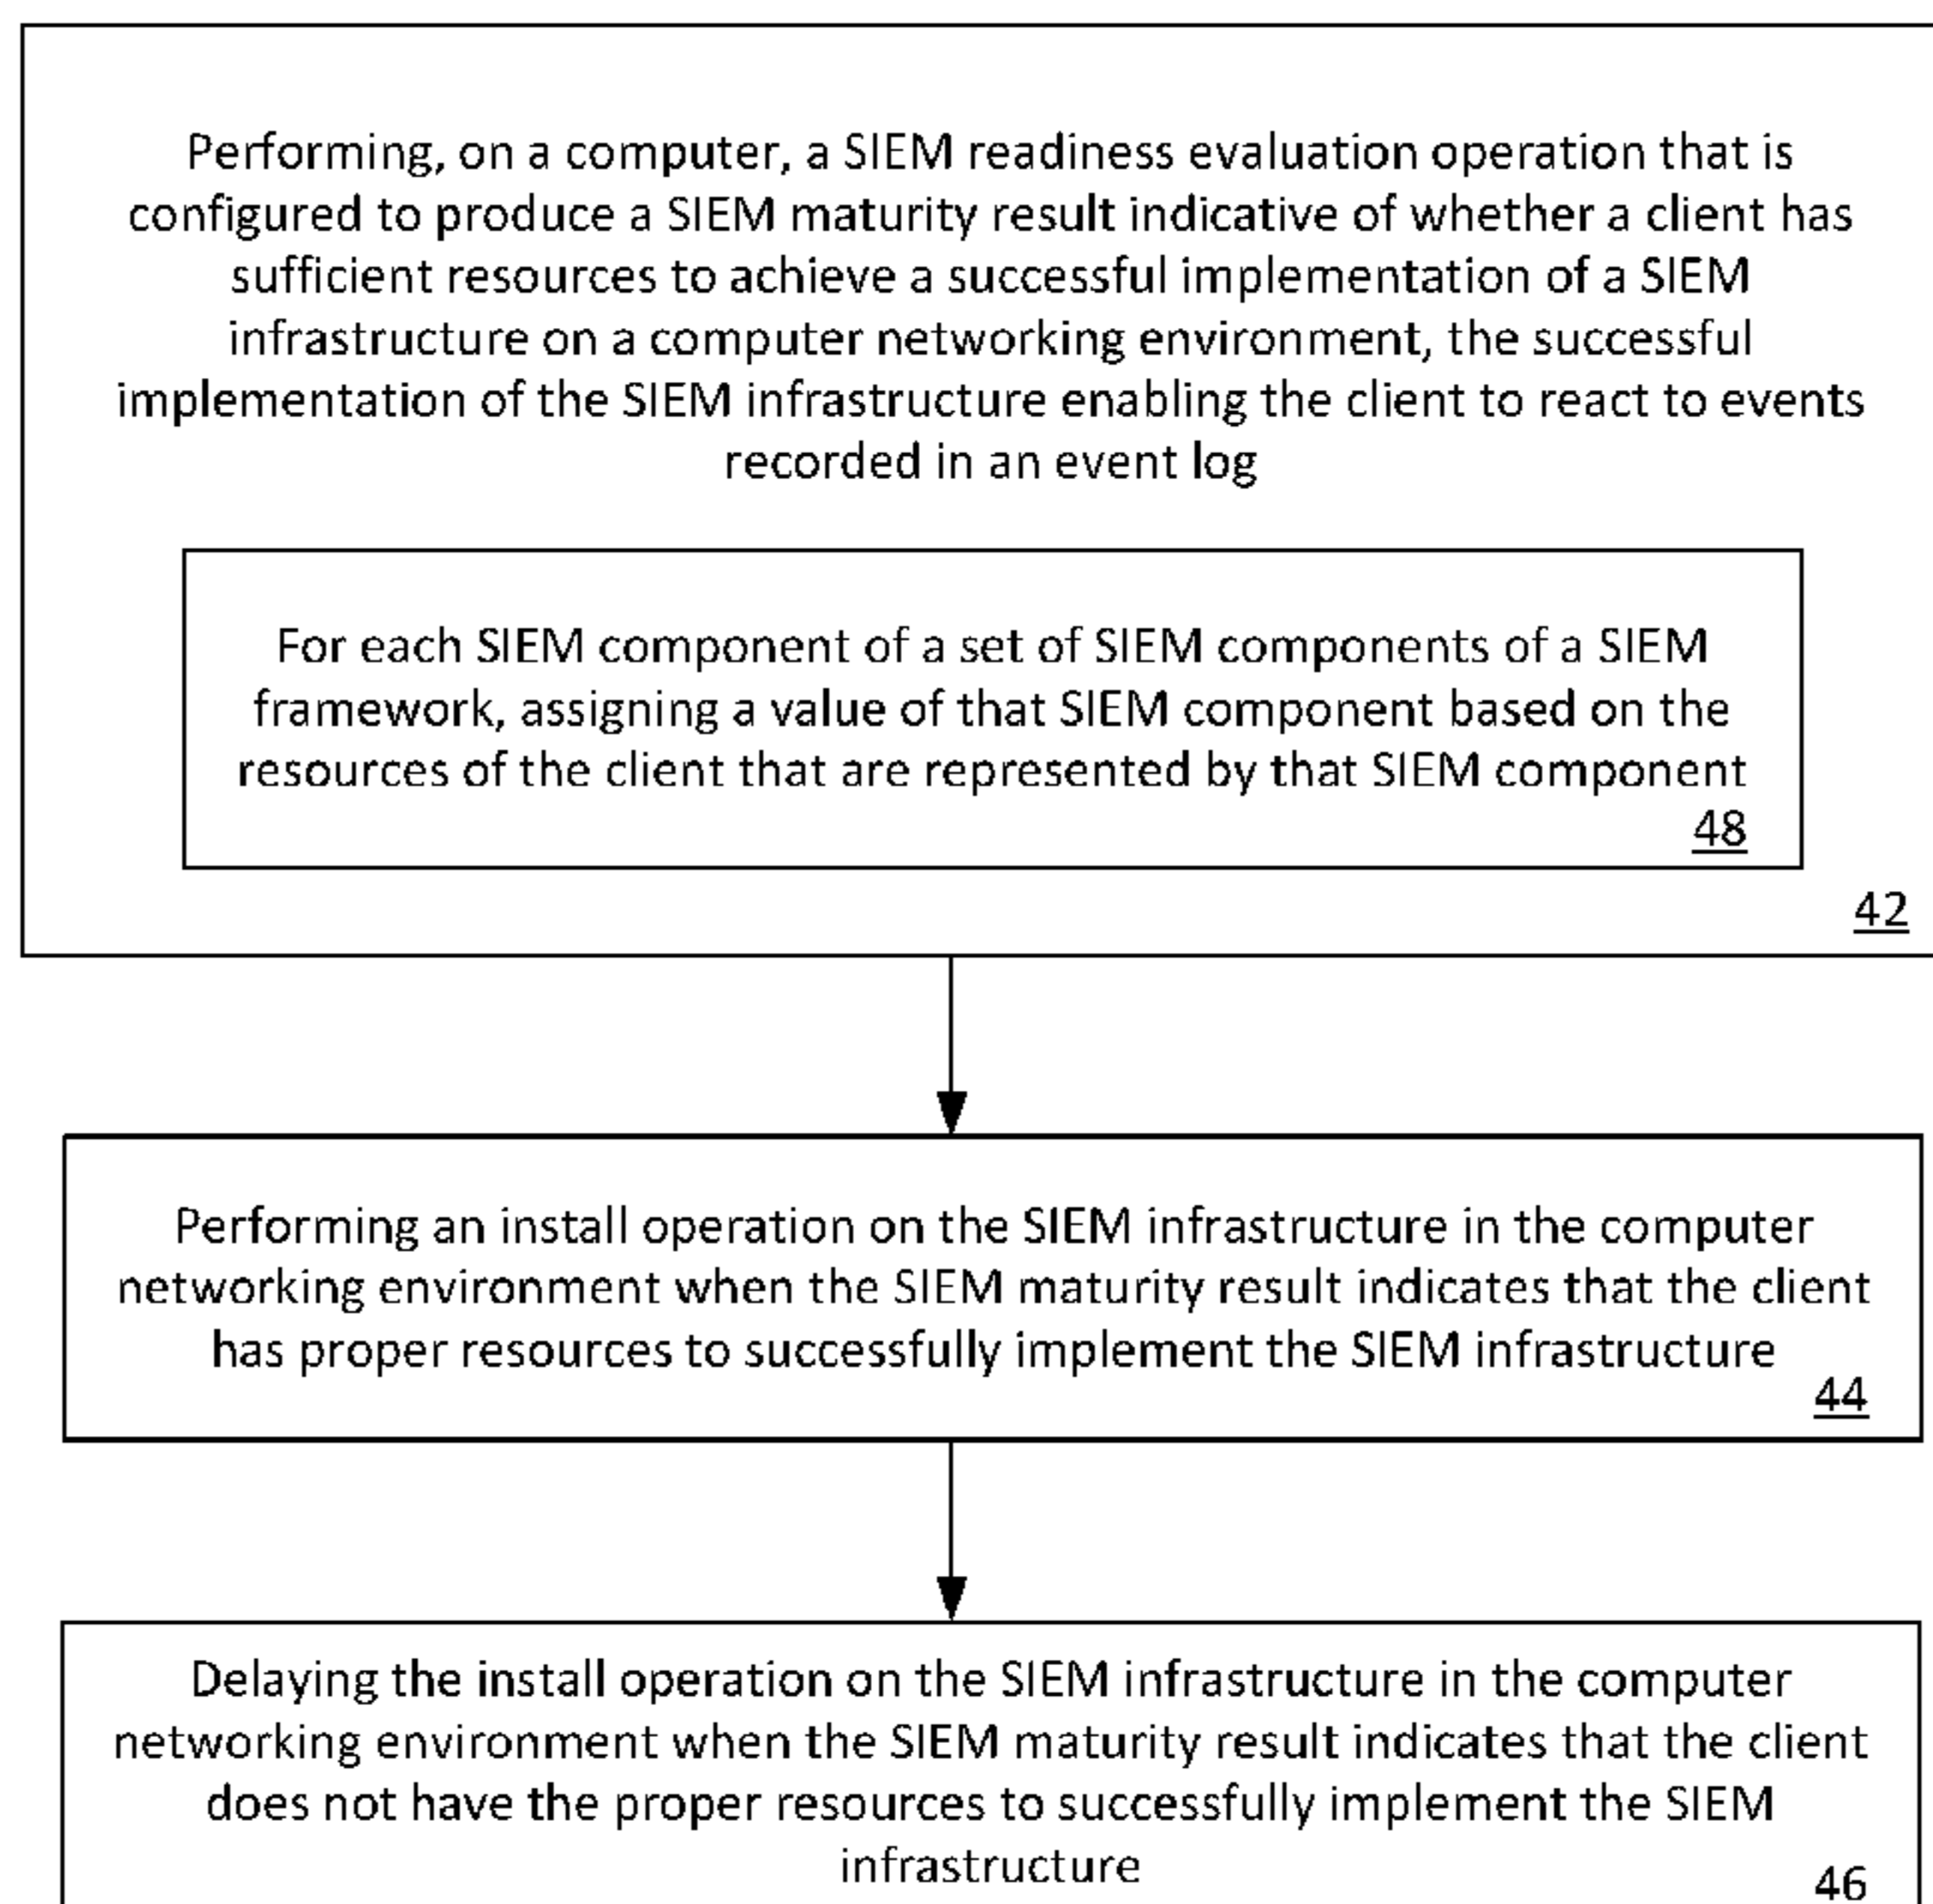 Performing, on a computer, a SIEM readiness evaluation operation that is
configured to produce a SIEM maturity result indicative of whether a client has
sufficient resources to achieve a successful implementation of a SIEM
infrastructure on a computer networking environment, the successful
implementation of the SIEM infrastructure enabling the client to react to events
recorded in an event log
For each SIEM component of a set of SIEM components of a SIEM
framework, assigning a value of that SIEM component based on the
resources of the client that are represented by that SIEM component
48
42
Performing an install operation on the SIEM infrastructure in the computer
networking environment when the SIEM maturity result indicates that the client
has proper resources to successfully implement the SIEM infrastructure
44
Delaying the install operation on the SIEM infrastructure in the computer
networking environment when the SIEM maturity result indicates that the client
does not have the proper resources to successfully implement the SIEM
infrastructure
46